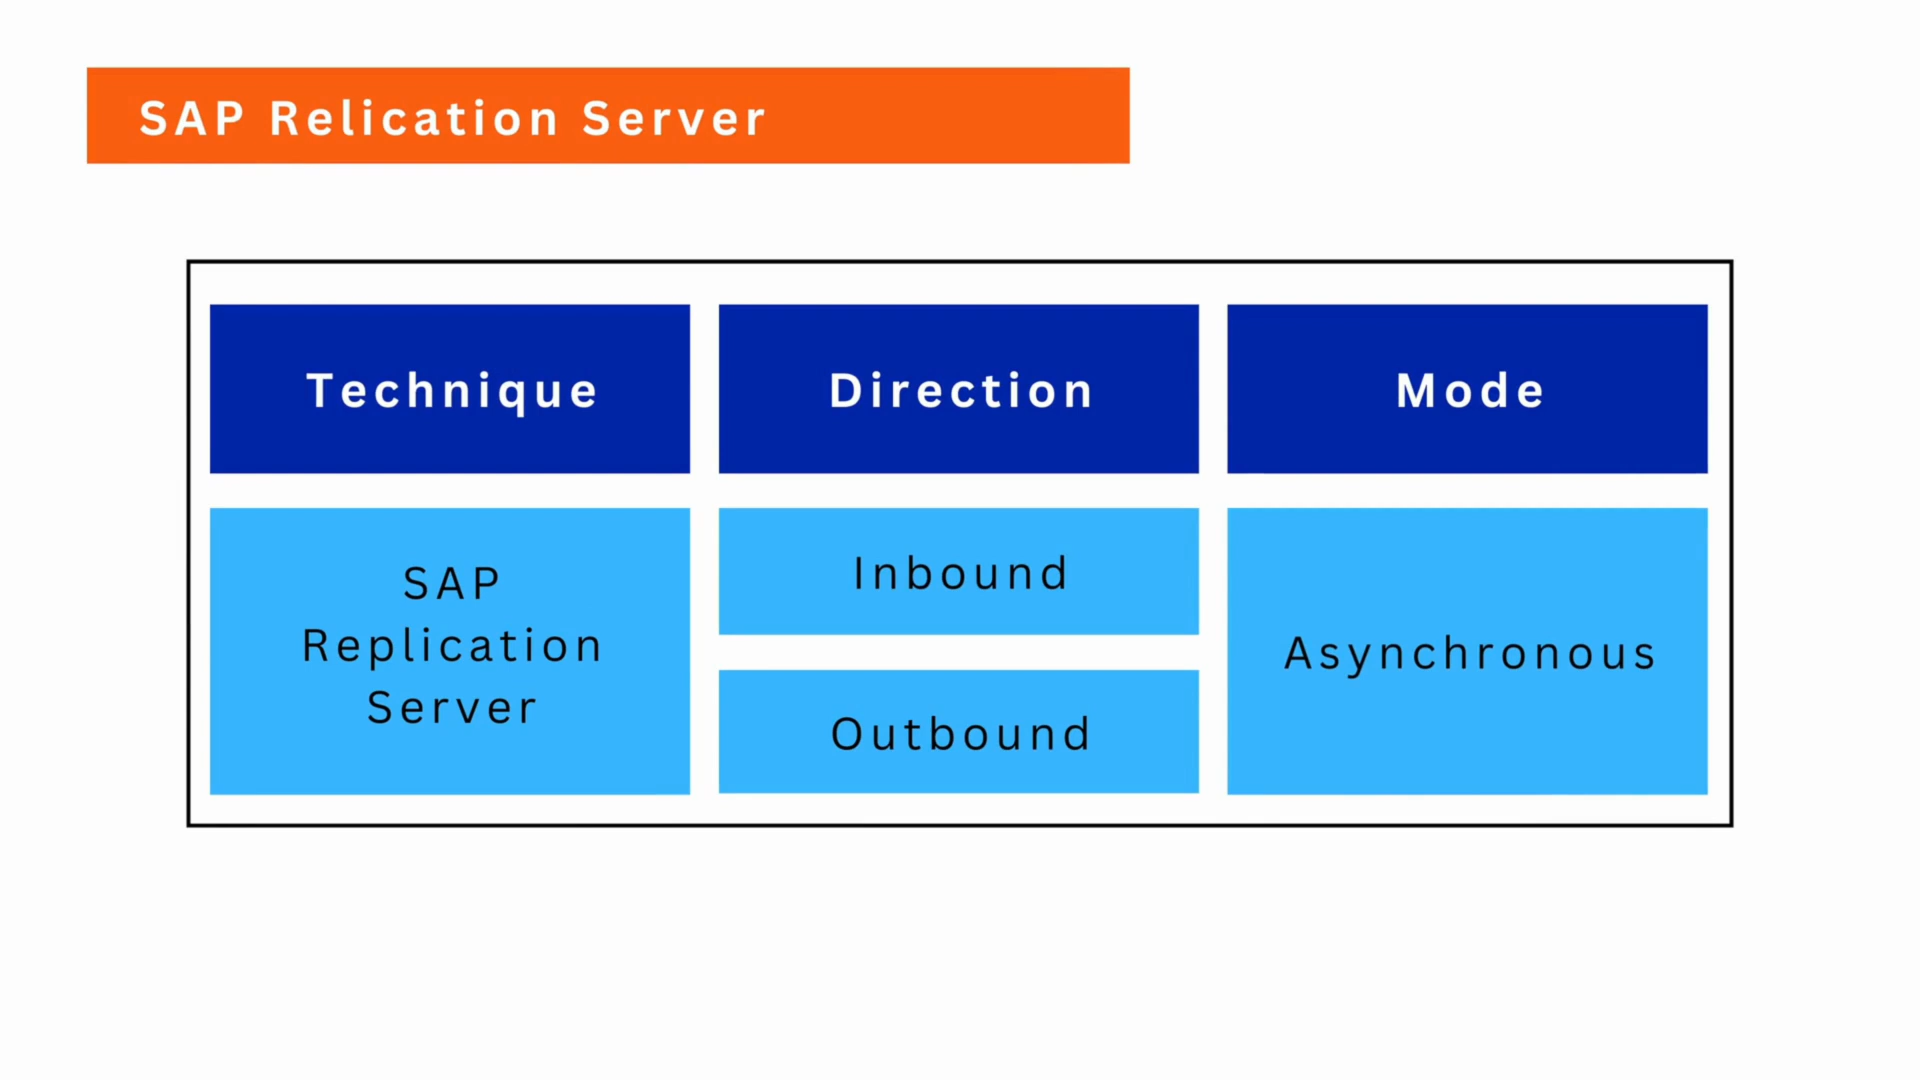 SAP Relication Server
Technique
Direction
Mode
SAP
Replication
Server
Inbound
Outbound
Asynchronous